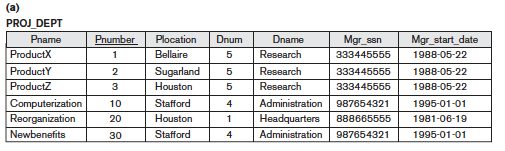 (a)
PROJ_DEPT
Pname Pnumber Plocation Dnum Dname Mgr_ssn Mgr_start_date
ProductX 1 Bellaire 5 Research 333445555 1988-05-22
ProductY 2 Sugarland 5 Research 333445555 1988-05-22
ProductZ 3 Houston 5 Research 333445555 1988-05-22
Computerization 10 Stafford 4 Administration 987654321 1995-01-01
Reorganization 20 Houston 1 Headquarters 888665555 1981-06-19
Newbenefits 30 Stafford 4 Administration 987654321 1995-01-01